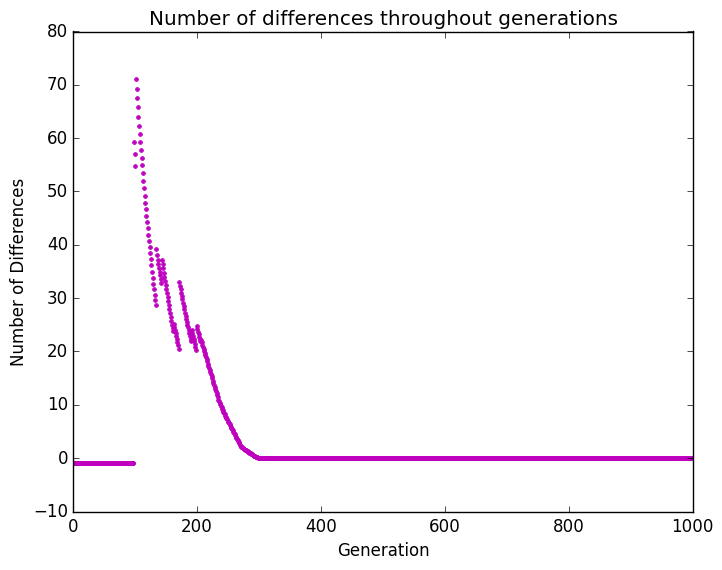 Number of differences throughout generations
80
70
60
50
40
30
20
10
0
−10
Number of Differences
0 200 400 600 800 1000
Generation